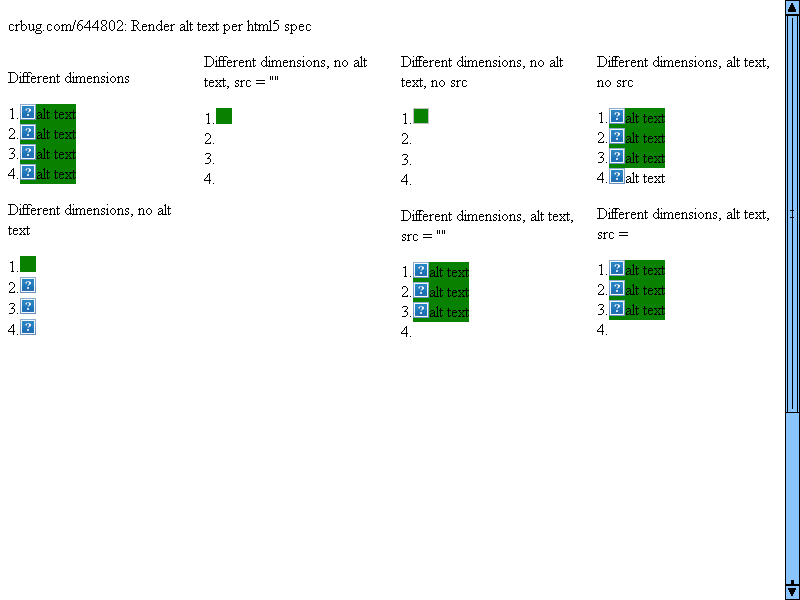 crbug.com/644802: Render alt text per html5 spec
Different dimensions
1. ?alt text
2. ?alt text
3. ?alt text
4. ?alt text
Different dimensions, no alt
text
1.
2. ?
3. ?
4. ?
Different dimensions, no alt
text, src = ""
1.
2.
3.
4.
Different dimensions, no alt
text, no src
1.
2.
3.
4.
Different dimensions, alt text,
src = ""
1. ?alt text
2. ?alt text
3. ?alt text
4.
Different dimensions, alt text,
no src
1. ?alt text
2. ?alt text
3. ?alt text
4. ?alt text
Different dimensions, alt text,
src =
1. ?alt text
2. ?alt text
3. ?alt text
4.